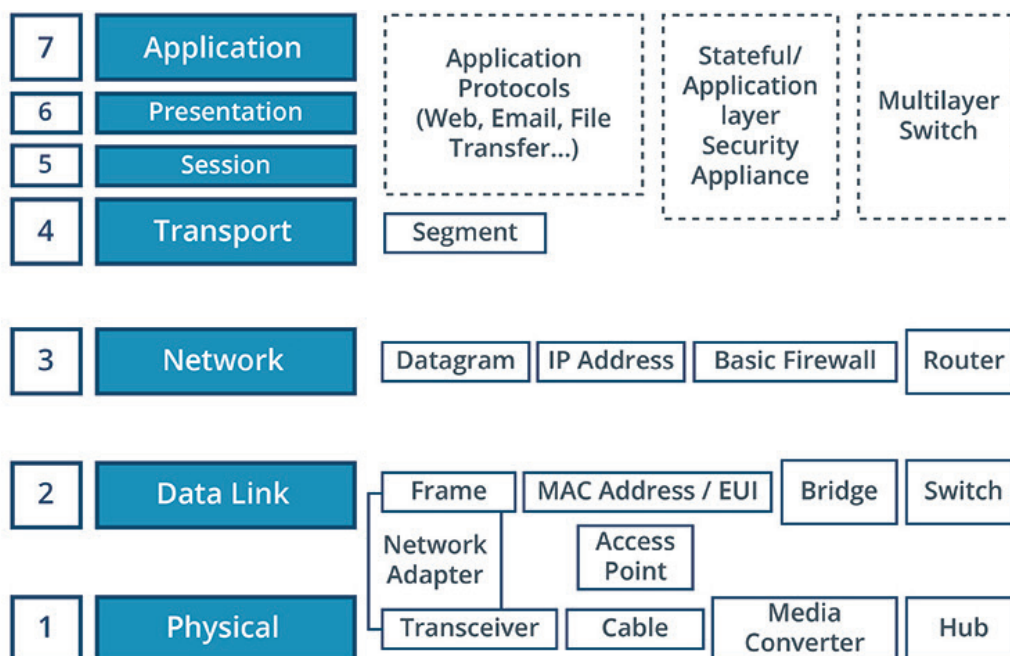 7
Application
6
Presentation
5
Session
4
Transport
Application
Protocols
(Web, Email, File
Transfer...)
Stateful/
Application
layer
Security
Appliance
Multilayer
Switch
Segment
3
Network
Datagram
IP Address
Basic Firewall
Router
2
Data Link
Frame
MAC Address / EUI
Bridge
Switch
Network
Adapter
Access
Point
1
Physical
Transceiver
Cable
Media
Converter
Hub